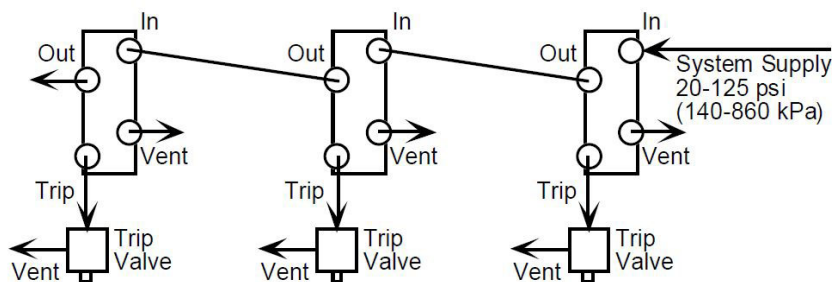 In
In
In
Out
Out
Out
System Supply
20-125 psi
(140-860 kPa)
Vent
Vent
Vent
Trip
Trip
Trip
Trip
Valve
Trip
Valve
Trip
Valve
Vent
Vent
Vent